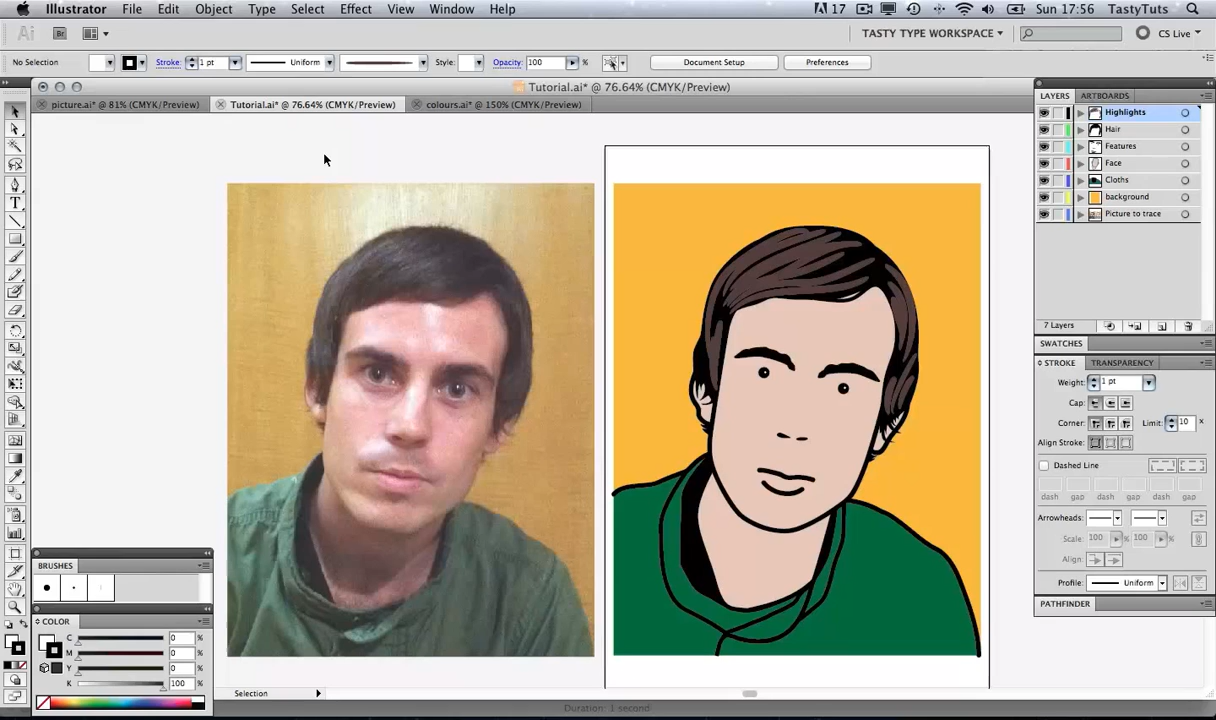 Illustrator File Edit Object Type Select Effect View Window Help 17 Sun 17:56 TastyTuts
Ai Br TASTY TYPE WORKSPACE CS Live
No Selection Stroke: 1 pt Uniform Style: Opacity: 100 % Document Setup Preferences
Tutorial.ai* @ 76.64% (CMYK/Preview)
picture.ai* @ 81% (CMYK/Preview) Tutorial.ai* @ 76.64% (CMYK/Preview) colours.ai* @ 150% (CMYK/Preview)
LAYERS ARTBOARDS
Highlights
Hair
Features
Face
Cloths
background
Picture to trace
7 Layers
SWATCHES
STROKE TRANSPARENCY
Weight: 1 pt
Cap:
Corner: Limit: 10 x
Align Stroke:
Dashed Line
dash gap dash gap dash gap
Arrowheads:
Scale: 100 % 100 %
Align:
Profile: Uniform
PATHFINDER
BRUSHES
COLOR
C 0 %
M 0 %
Y 0 %
K 100 %
Selection
Duration: 1 second